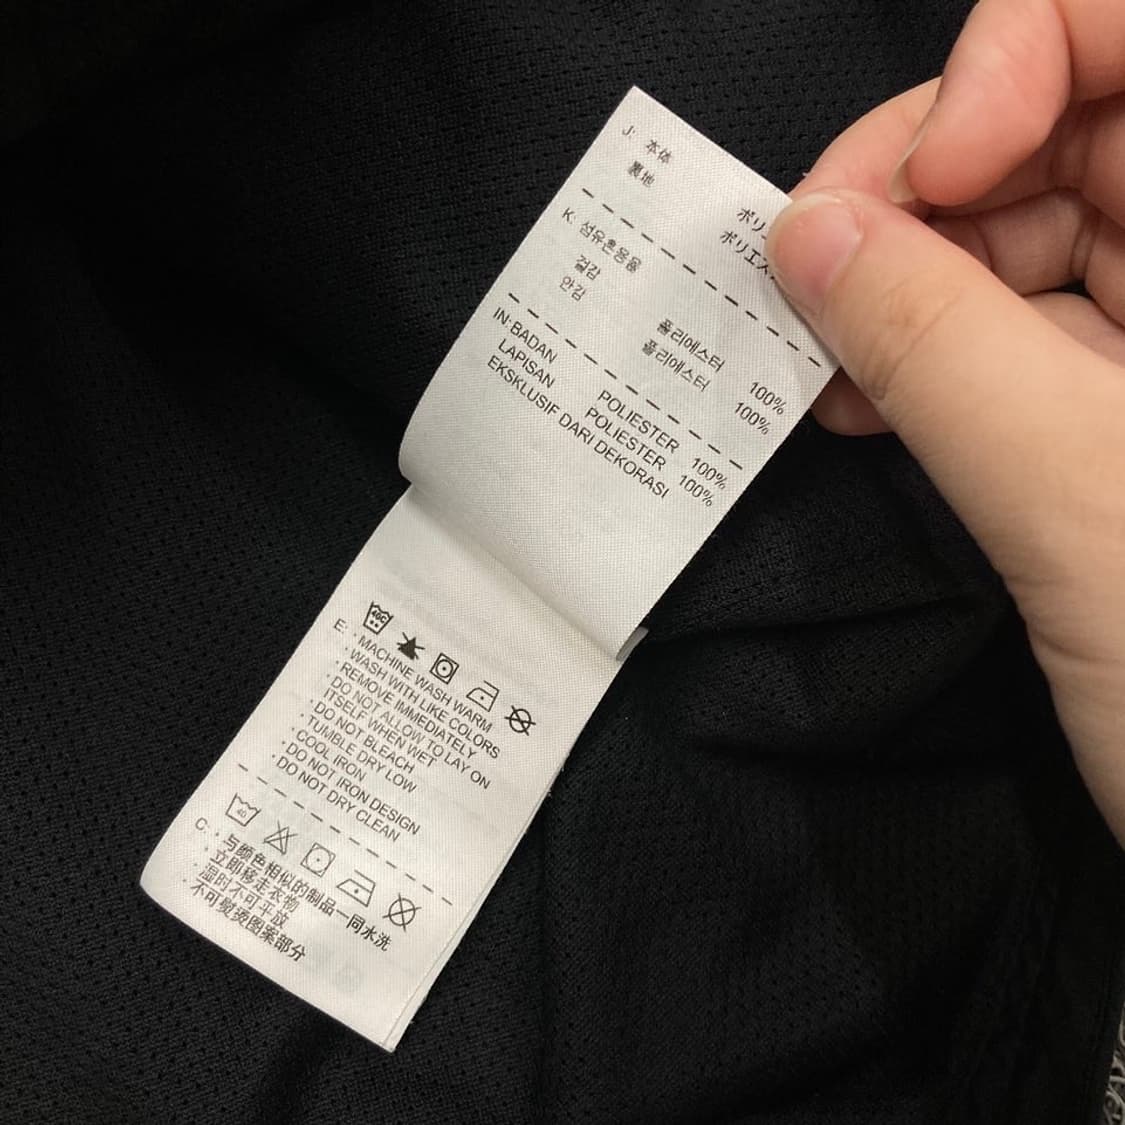 J: 本体 ポリ
裏地 ポリエス
K: 섬유혼용율
겉감 폴리에스터 100%
안감 폴리에스터 100%
IN: BADAN POLIESTER 100%
LAPISAN POLIESTER 100%
EKSKLUSIF DARI DEKORASI
40C
E: · MACHINE WASH WARM
· WASH WITH LIKE COLORS
· REMOVE IMMEDIATELY
· DO NOT ALLOW TO LAY ON
ITSELF WHEN WET
· DO NOT BLEACH
· TUMBLE DRY LOW
· COOL IRON
· DO NOT IRON DESIGN
· DO NOT DRY CLEAN
40
C: · 与颜色相似的制品一同水洗
· 立即移走衣物
· 湿时不可平放
· 不可熨烫图案部分